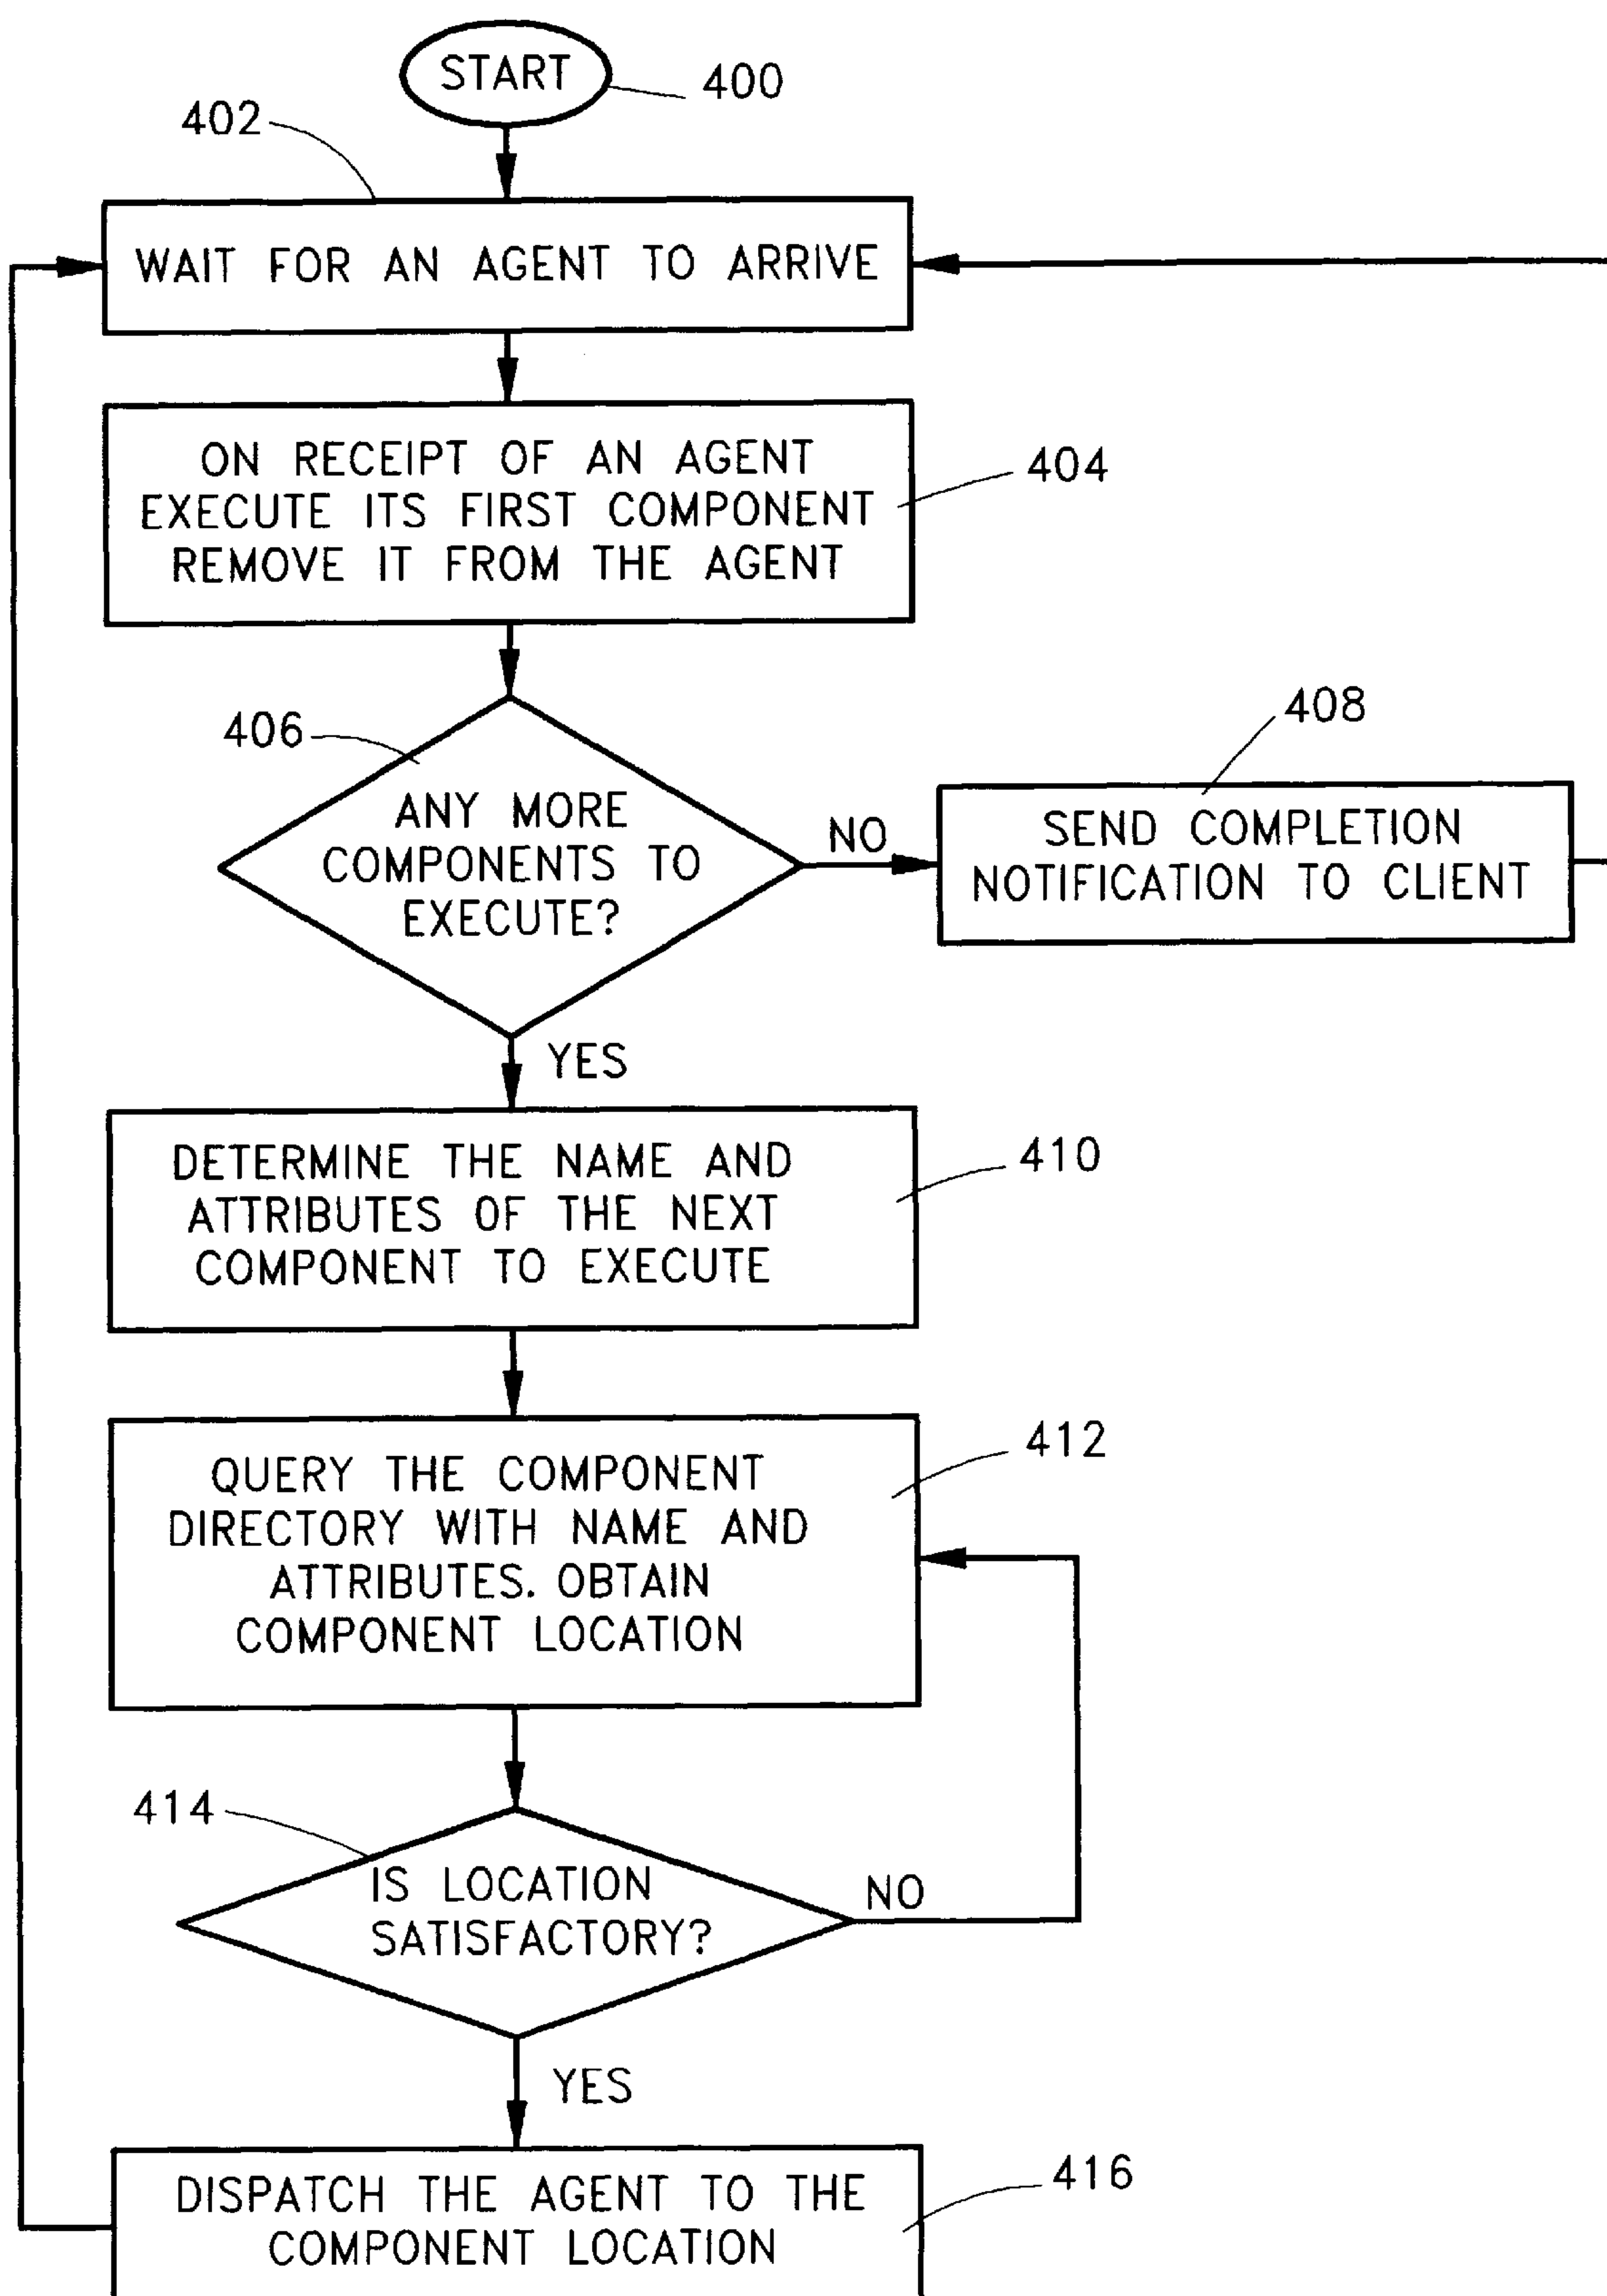 START
400
402
WAIT FOR AN AGENT TO ARRIVE
ON RECEIPT OF AN AGENT
EXECUTE ITS FIRST COMPONENT
REMOVE IT FROM THE AGENT
404
406
ANY MORE
COMPONENTS TO
EXECUTE?
NO
408
SEND COMPLETION
NOTIFICATION TO CLIENT
YES
DETERMINE THE NAME AND
ATTRIBUTES OF THE NEXT
COMPONENT TO EXECUTE
410
QUERY THE COMPONENT
DIRECTORY WITH NAME AND
ATTRIBUTES. OBTAIN
COMPONENT LOCATION
412
414
IS LOCATION
SATISFACTORY?
NO
YES
DISPATCH THE AGENT TO THE
COMPONENT LOCATION
416